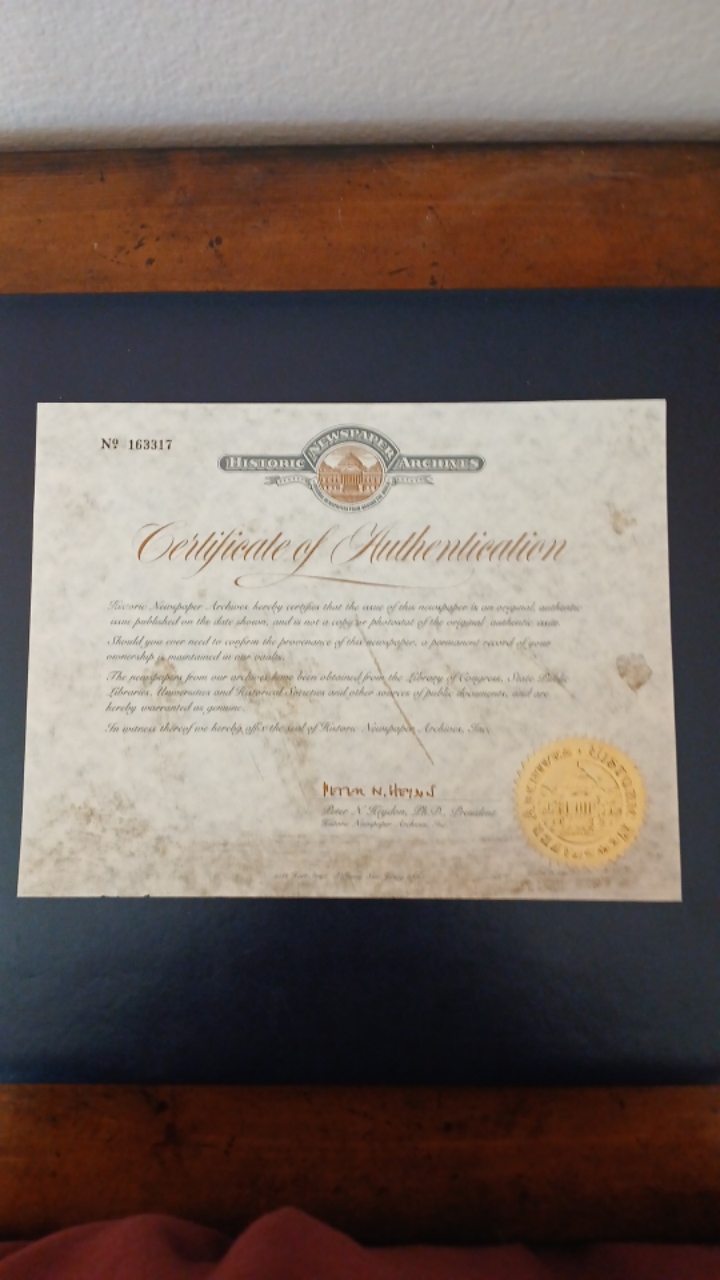 Nº 163317
HISTORIC NEWSPAPER ARCHIVES
Certificate of Authentication
Historic Newspaper Archives hereby certifies that the issue of this newspaper is an original, authentic
was published on the date shown, and is not a copy or photostat of the original authentic issue.
Should you ever need to confirm the provenance of this newspaper, a permanent record of your
ownership is maintained in our vaults.
The newspapers from our archives have been obtained from the Library of Congress, State Public
Libraries, Universities and Historical Societies and other sources of public documents, and are
hereby warranted as genuine.
In witness thereof we hereby affix the seal of Historic Newspaper Archives, Inc.
Peter N. Heydon
Peter N. Heydon, Ph.D., President
Historic Newspaper Archives, Inc.
ARCHIVES • HISTORIC NEWSPAPER